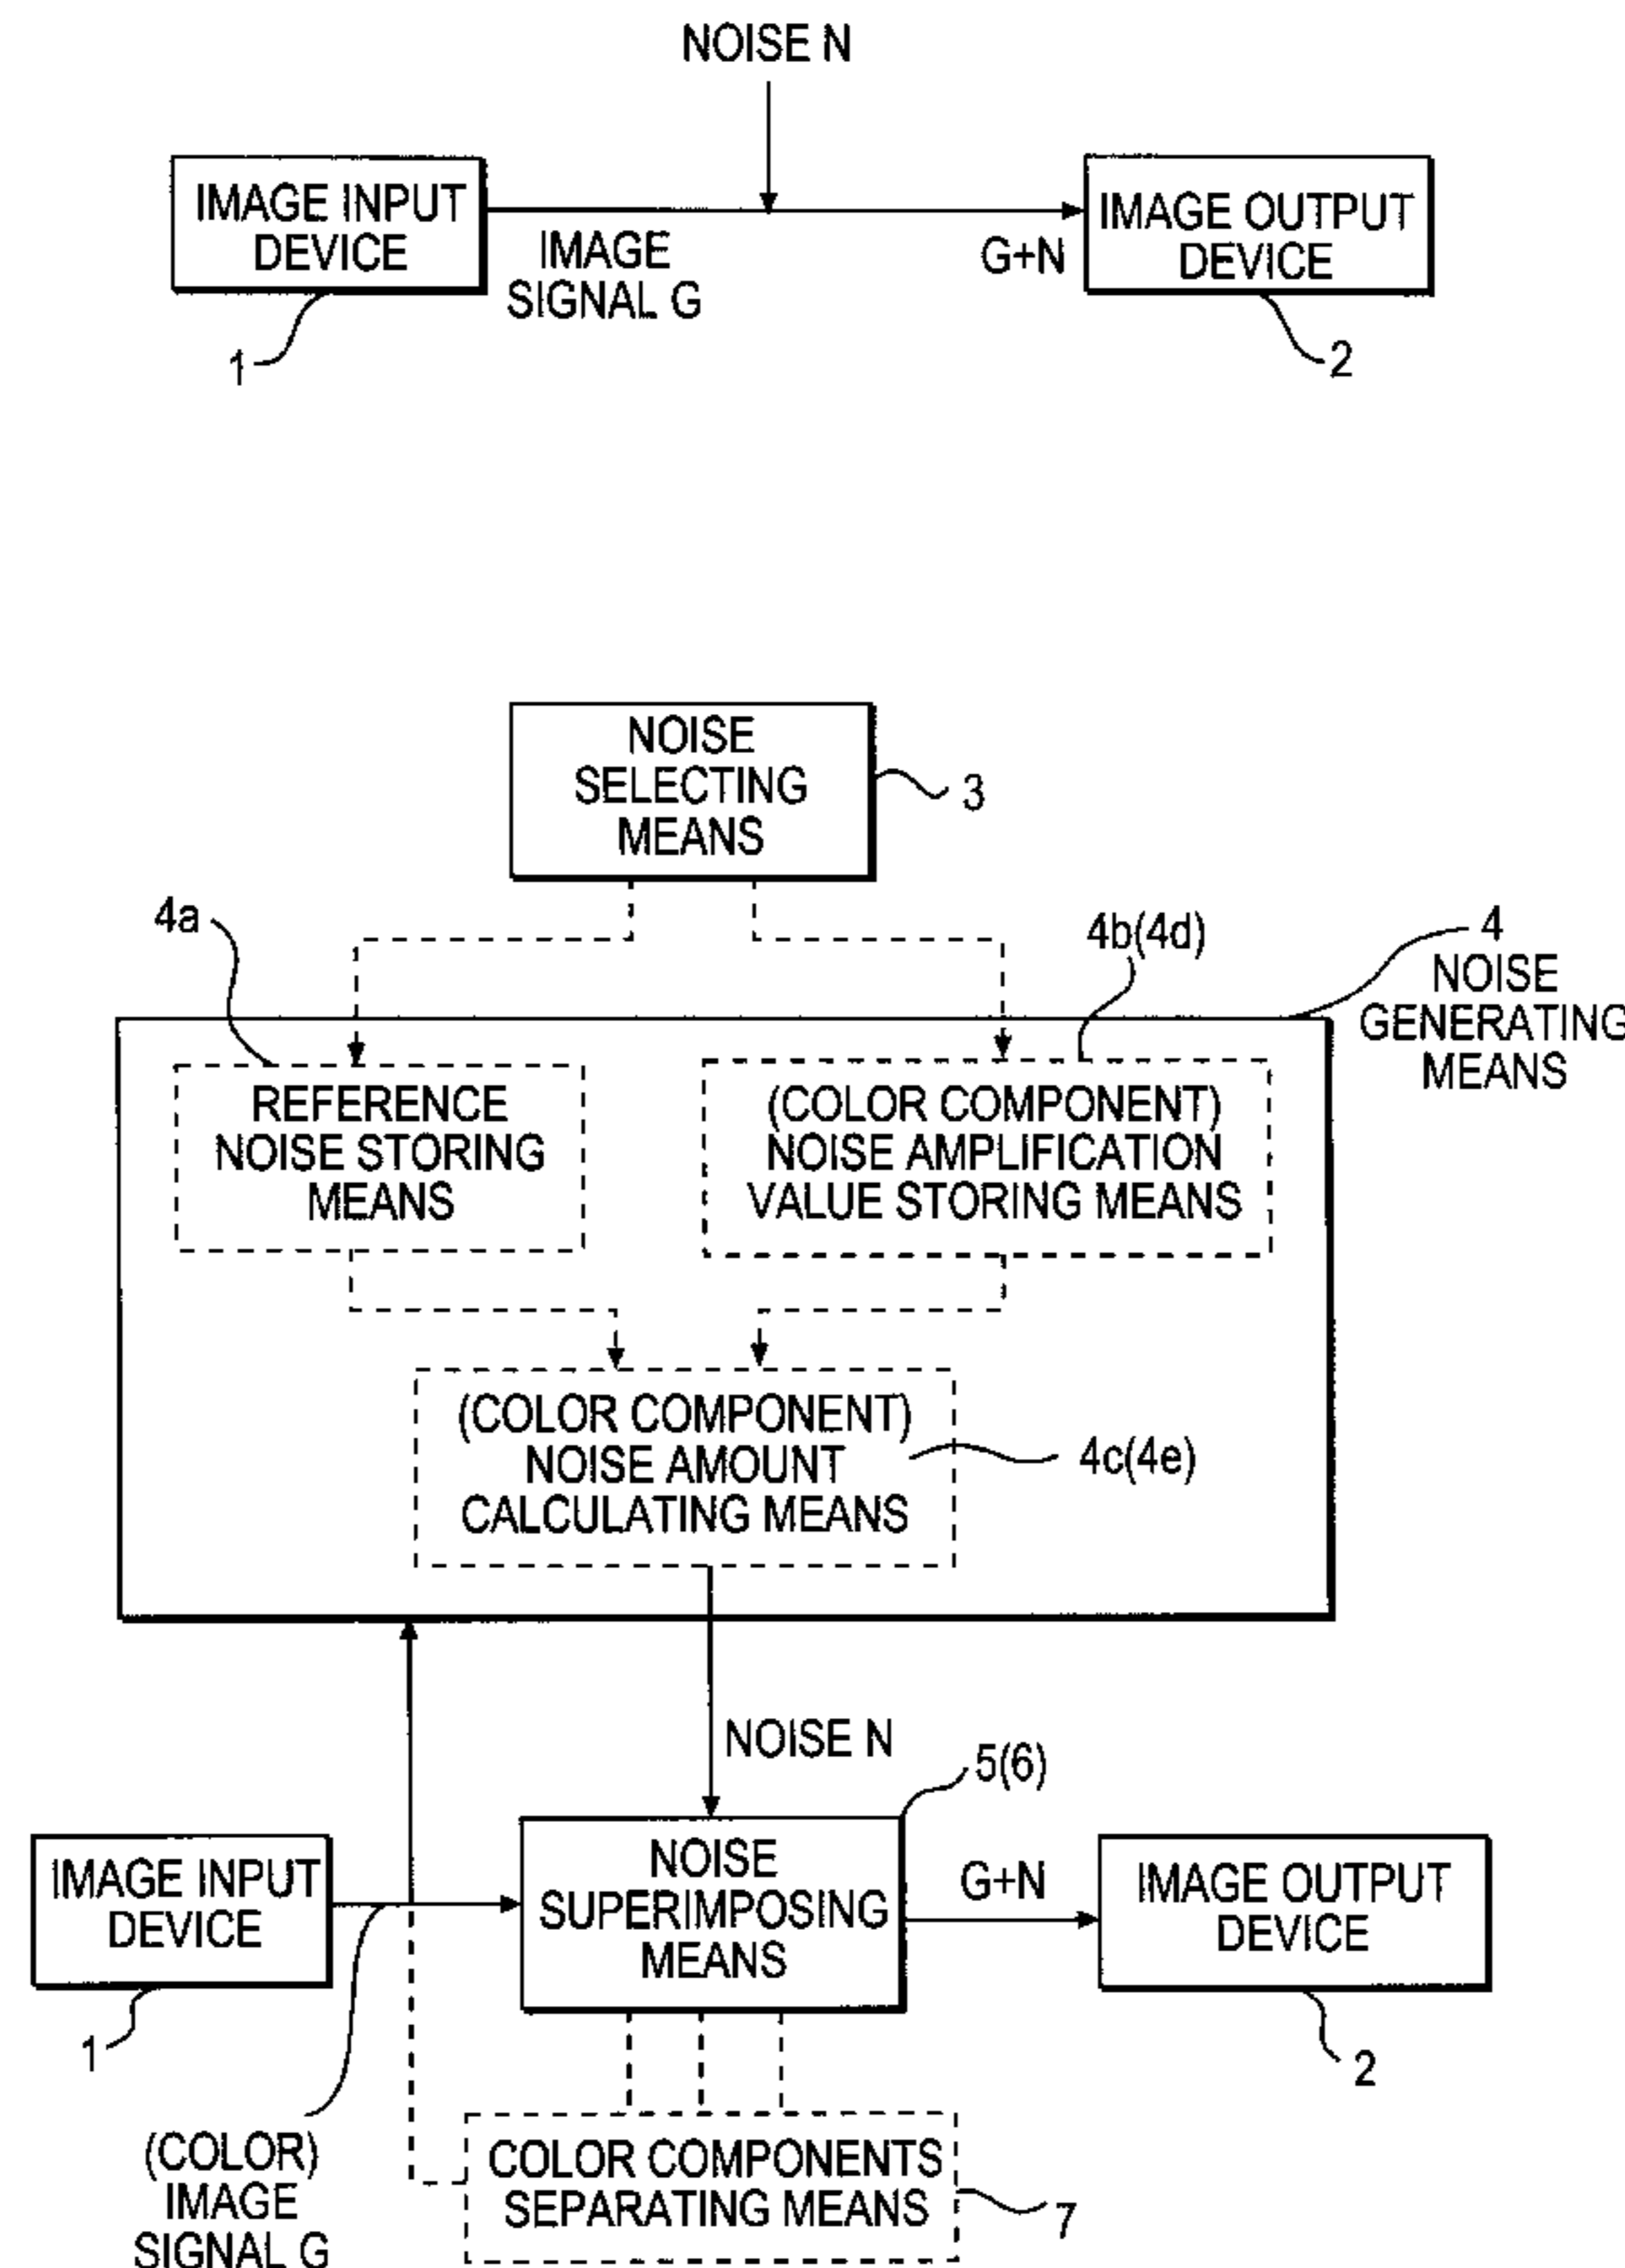 NOISE N
IMAGE INPUT
DEVICE
IMAGE
SIGNAL G
G+N
IMAGE OUTPUT
DEVICE
1
2
NOISE
SELECTING
MEANS
3
4a
4b(4d)
4
NOISE
GENERATING
MEANS
REFERENCE
NOISE STORING
MEANS
(COLOR COMPONENT)
NOISE AMPLIFICATION
VALUE STORING MEANS
(COLOR COMPONENT)
NOISE AMOUNT
CALCULATING MEANS
4c(4e)
NOISE N
5(6)
IMAGE INPUT
DEVICE
NOISE
SUPERIMPOSING
MEANS
G+N
IMAGE OUTPUT
DEVICE
1
2
(COLOR)
IMAGE
SIGNAL G
COLOR COMPONENTS
SEPARATING MEANS
7